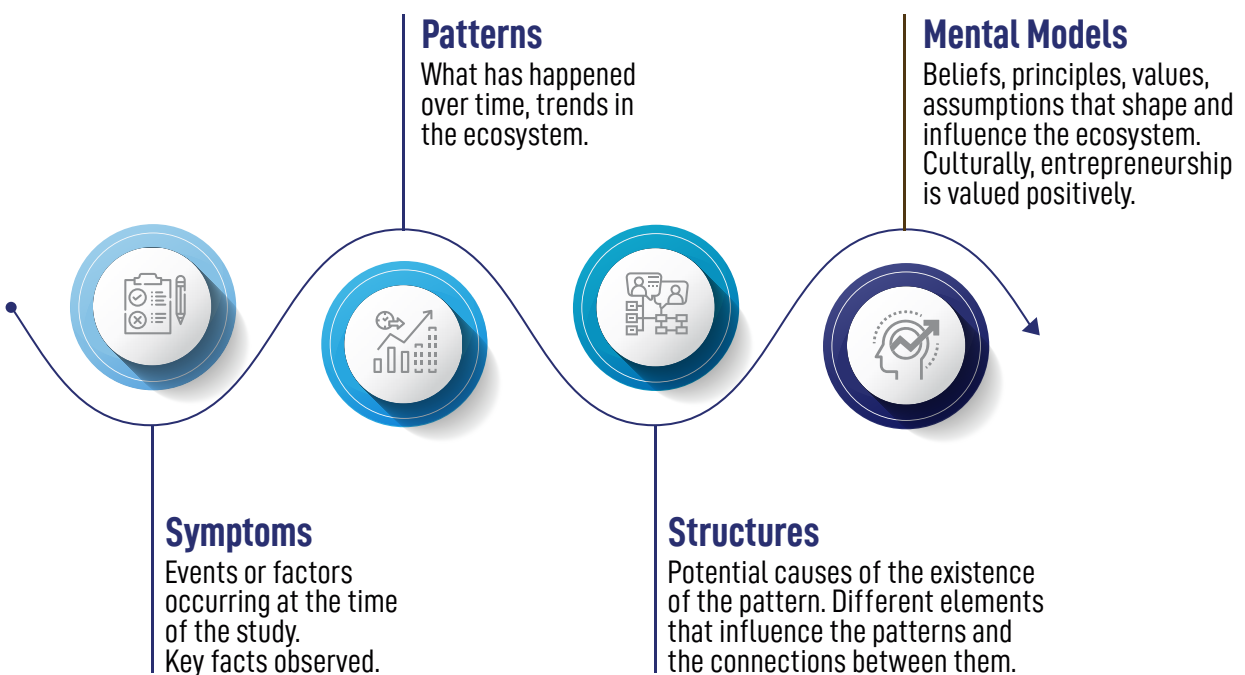 Patterns
What has happened
over time, trends in
the ecosystem.
Mental Models
Beliefs, principles, values,
assumptions that shape and
influence the ecosystem.
Culturally, entrepreneurship
is valued positively.
Symptoms
Events or factors
occurring at the time
of the study.
Key facts observed.
Structures
Potential causes of the existence
of the pattern. Different elements
that influence the patterns and
the connections between them.